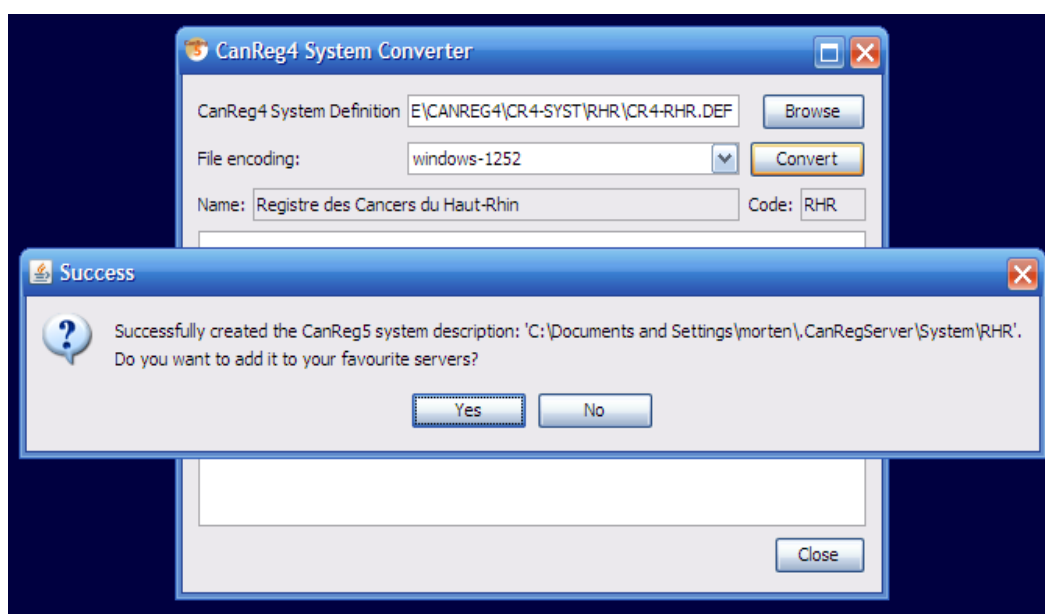 CanReg4 System Converter
CanReg4 System Definition E\CANREG4\CR4-SYST\RHR\CR4-RHR.DEF Browse
File encoding: windows-1252 Convert
Name: Registre des Cancers du Haut-Rhin Code: RHR
Success
Successfully created the CanReg5 system description: 'C:\Documents and Settings\morten\.CanRegServer\System\RHR'.
Do you want to add it to your favourite servers?
Yes No
Close